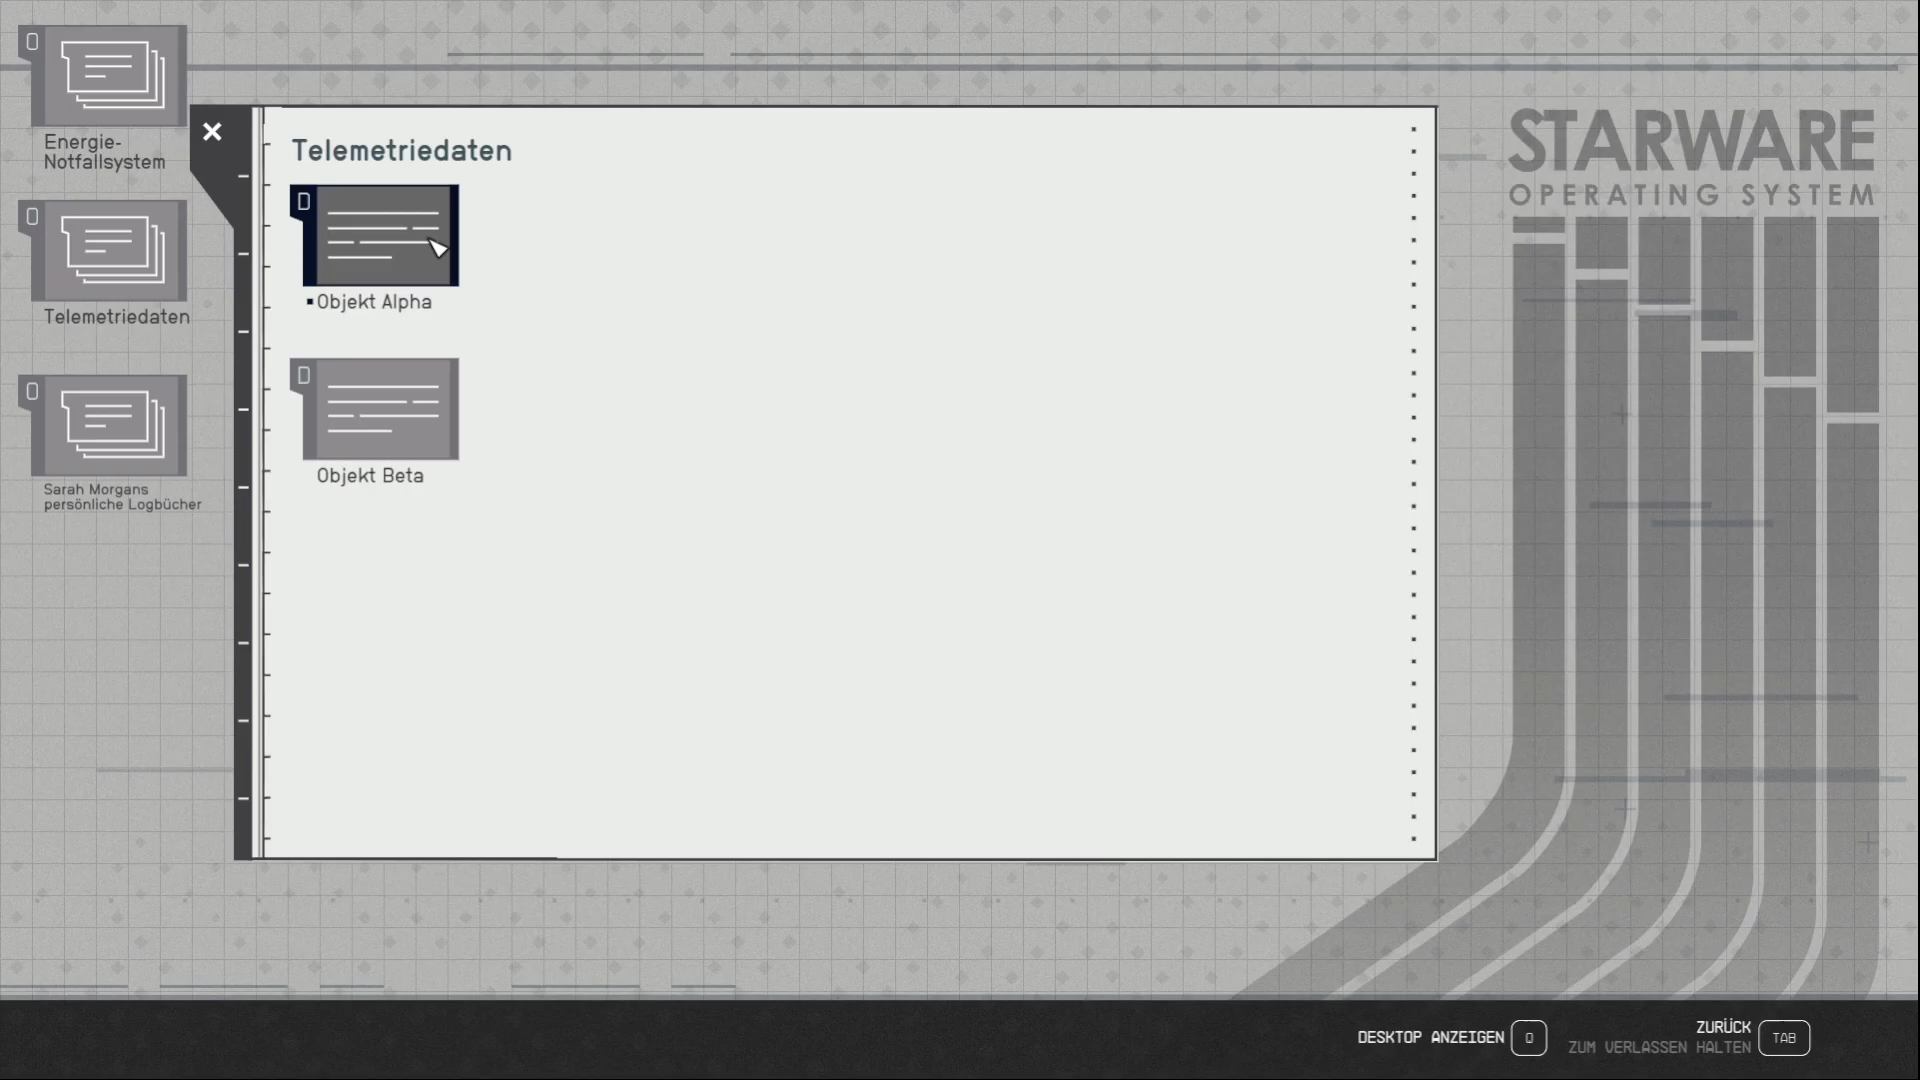 Energie-
Notfallsystem
Telemetriedaten
Sarah Morgans
persönliche Logbücher
Telemetriedaten
Objekt Alpha
Objekt Beta
STARWARE
OPERATING SYSTEM
DESKTOP ANZEIGEN Q
ZURÜCK
ZUM VERLASSEN HALTEN TAB